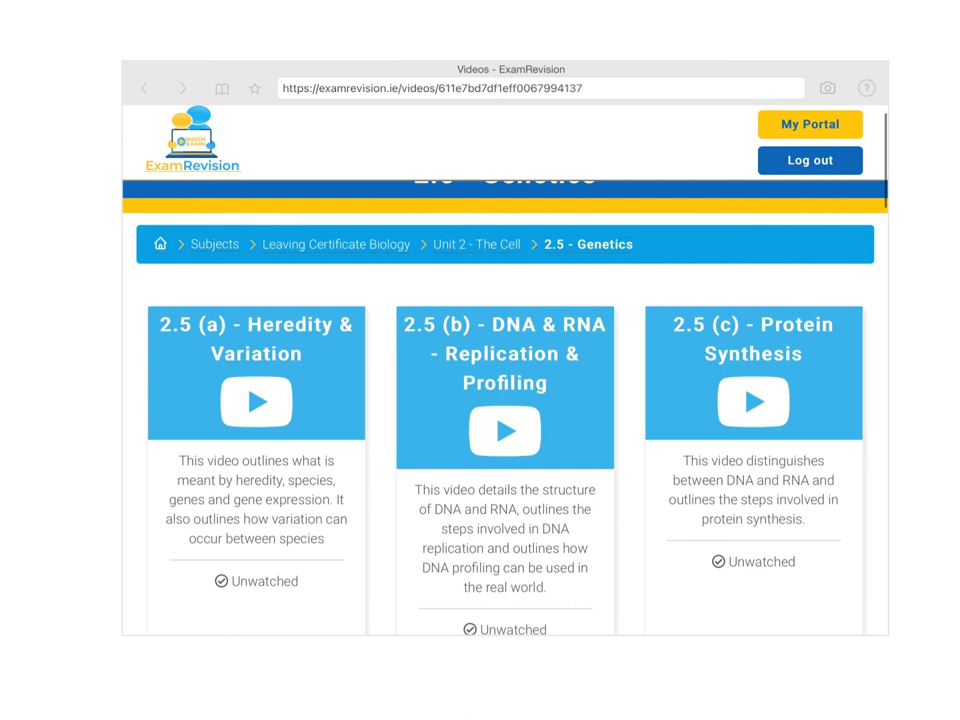 Videos - ExamRevision
https://examrevision.ie/videos/611e7bd7df1eff0067994137
?
WATCH
& LEARN
ExamRevision
My Portal
Log out
Genetics
Subjects > Leaving Certificate Biology > Unit 2 - The Cell > 2.5 - Genetics
2.5 (a) - Heredity &
Variation
This video outlines what is
meant by heredity, species,
genes and gene expression. It
also outlines how variation can
occur between species
Unwatched
2.5 (b) - DNA & RNA
- Replication &
Profiling
This video details the structure
of DNA and RNA, outlines the
steps involved in DNA
replication and outlines how
DNA profiling can be used in
the real world.
Unwatched
2.5 (c) - Protein
Synthesis
This video distinguishes
between DNA and RNA and
outlines the steps involved in
protein synthesis.
Unwatched